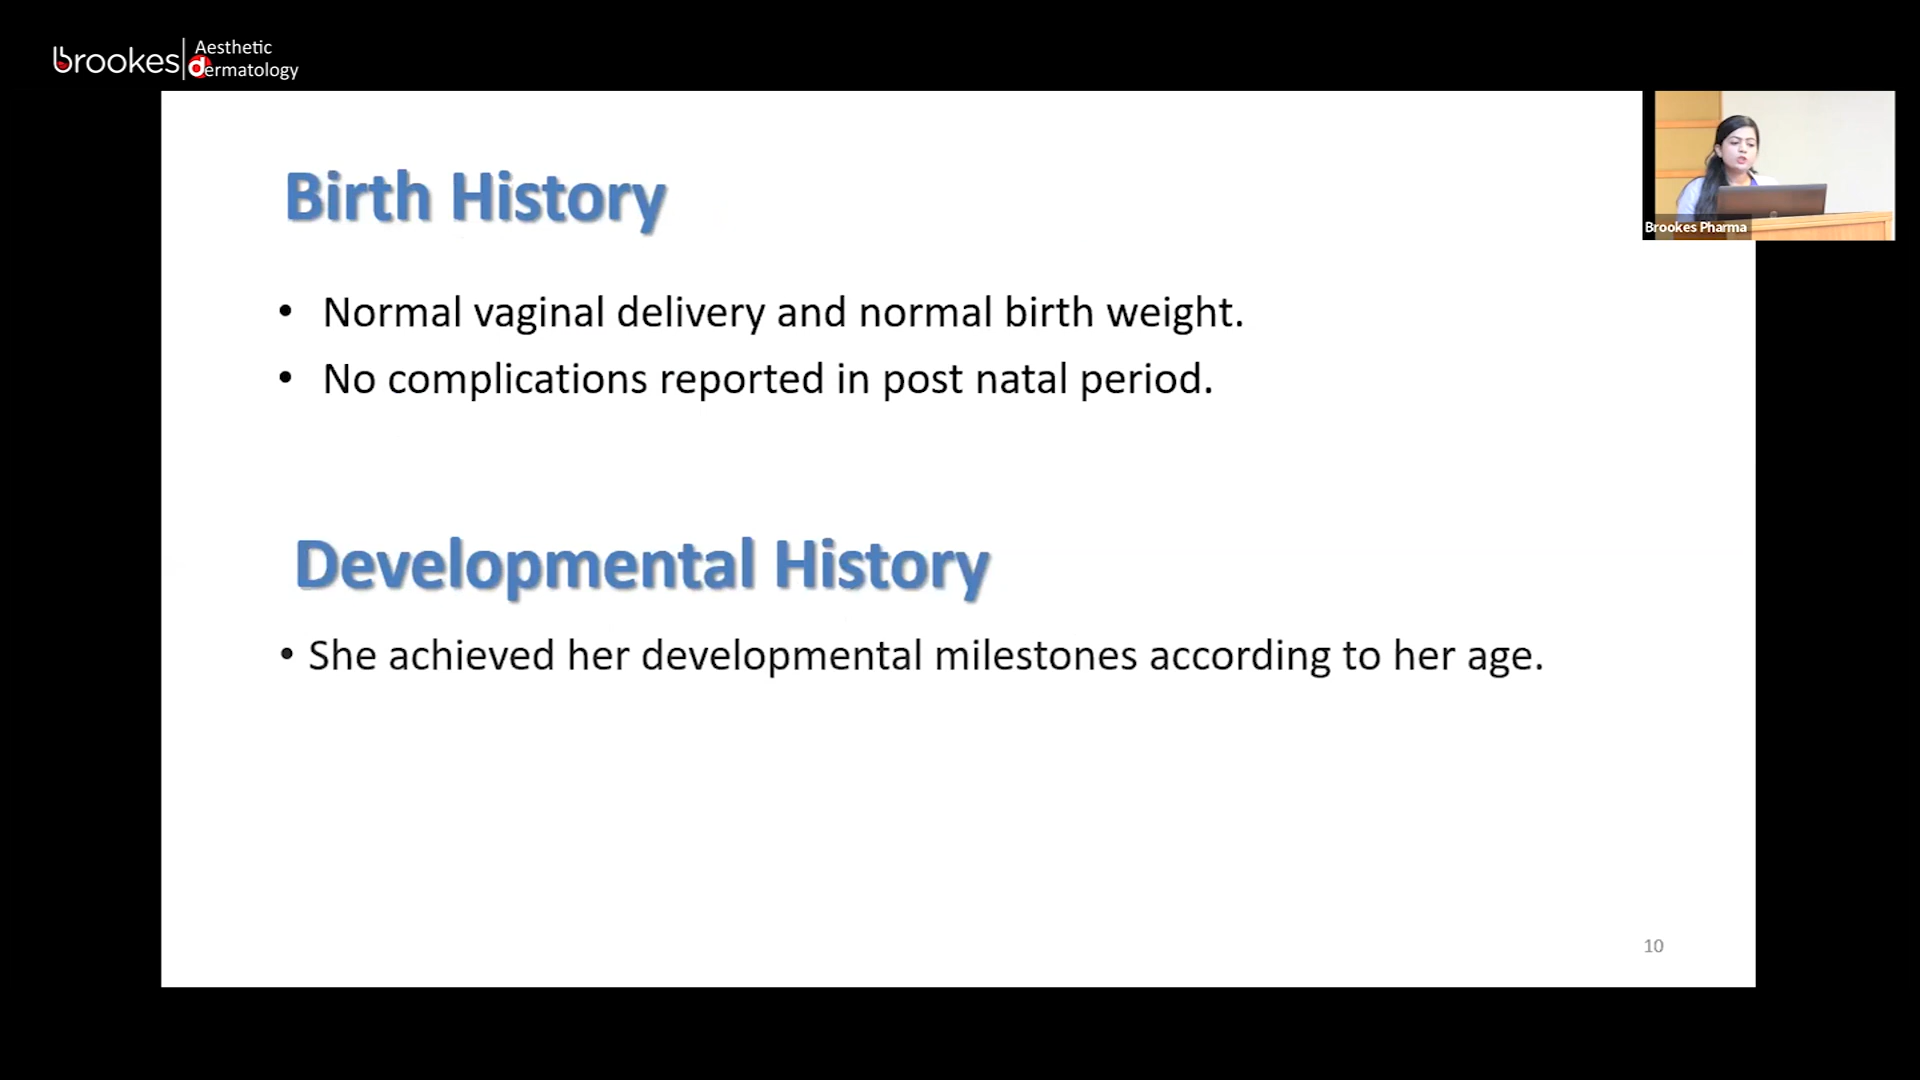 brookes
Aesthetic
dermatology
Birth History
• Normal vaginal delivery and normal birth weight.
• No complications reported in post natal period.
Developmental History
• She achieved her developmental milestones according to her age.
Brookes Pharma
10